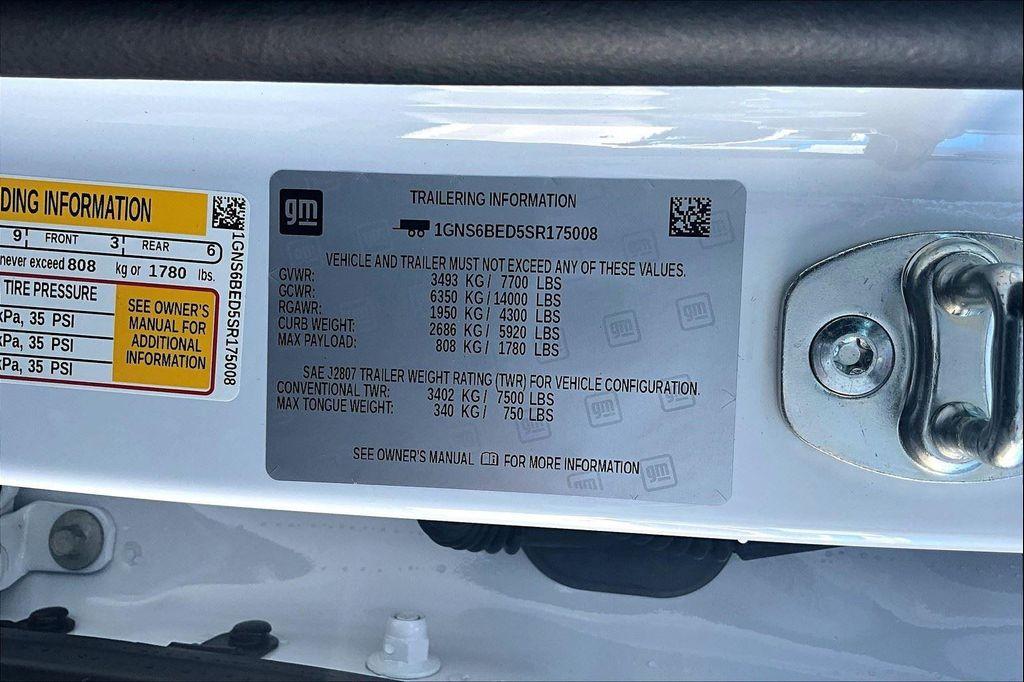 DING INFORMATION
9 FRONT 3 REAR 6
never exceed 808 kg or 1780 lbs.
TIRE PRESSURE
kPa, 35 PSI
kPa, 35 PSI
kPa, 35 PSI
SEE OWNER'S
MANUAL FOR
ADDITIONAL
INFORMATION
1GNS6BED5SR175008
gm
TRAILERING INFORMATION
1GNS6BED5SR175008
VEHICLE AND TRAILER MUST NOT EXCEED ANY OF THESE VALUES.
GVWR: 3493 KG/ 7700 LBS
GCWR: 6350 KG/14000 LBS
RGAWR: 1950 KG/ 4300 LBS
CURB WEIGHT: 2686 KG/ 5920 LBS
MAX PAYLOAD: 808 KG/ 1780 LBS
SAE J2807 TRAILER WEIGHT RATING (TWR) FOR VEHICLE CONFIGURATION.
CONVENTIONAL TWR: 3402 KG/ 7500 LBS
MAX TONGUE WEIGHT: 340 KG/ 750 LBS
SEE OWNER'S MANUAL FOR MORE INFORMATION